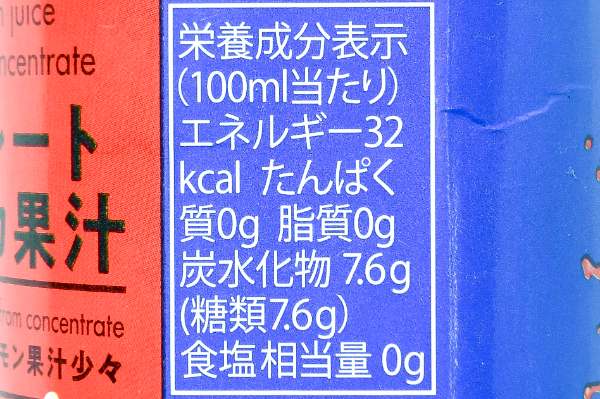 juice
ncentrate
ート
果汁
from concentrate
モン果汁少々
栄養成分表示
(100ml当たり)
エネルギー32
kcal たんぱく
質0g 脂質0g
炭水化物 7.6g
(糖類7.6g)
食塩相当量 0g